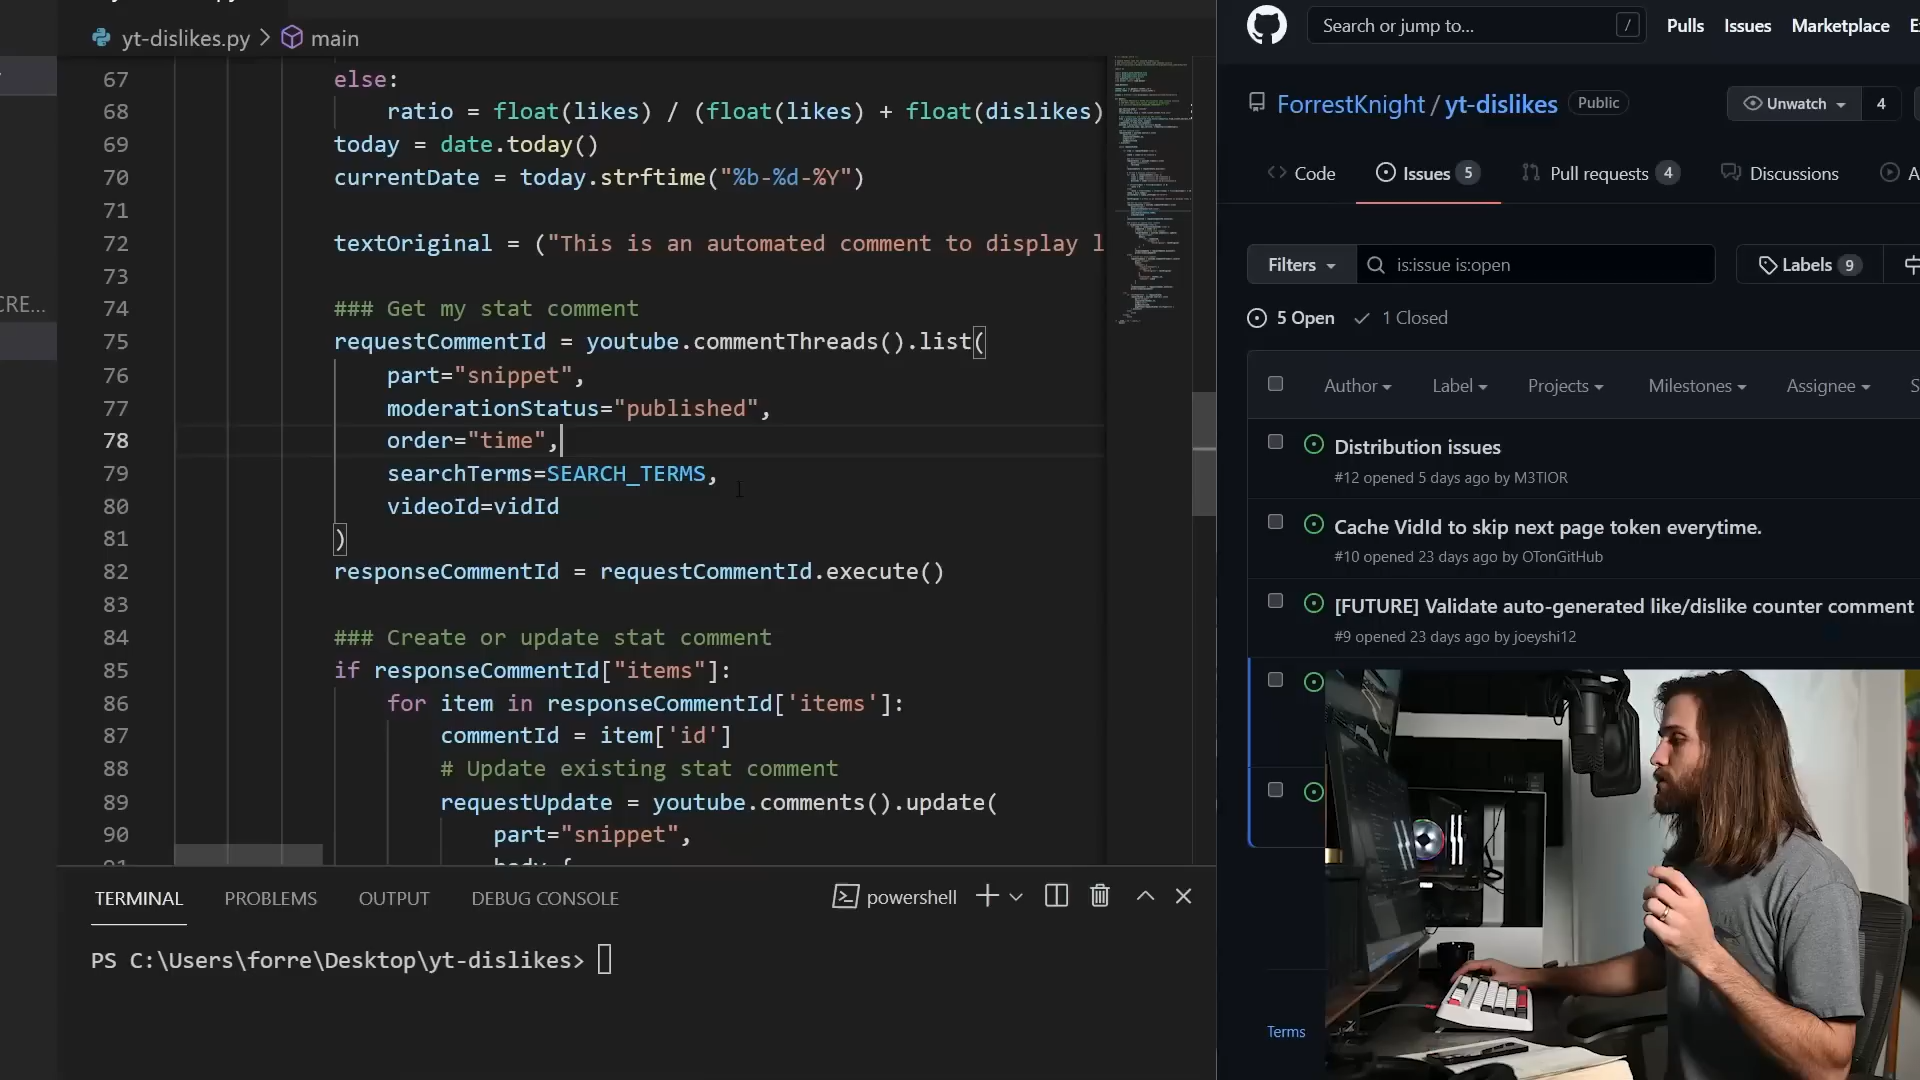 yt-dislikes.py > main
67 else:
68 ratio = float(likes) / (float(likes) + float(dislikes)
69 today = date.today()
70 currentDate = today.strftime("%b-%d-%Y")
71
72 textOriginal = ("This is an automated comment to display l
73
74 ### Get my stat comment
75 requestCommentId = youtube.commentThreads().list(
76 part="snippet",
77 moderationStatus="published",
78 order="time",
79 searchTerms=SEARCH_TERMS,
80 videoId=vidId
81 )
82 responseCommentId = requestCommentId.execute()
83
84 ### Create or update stat comment
85 if responseCommentId["items"]:
86 for item in responseCommentId['items']:
87 commentId = item['id']
88 # Update existing stat comment
89 requestUpdate = youtube.comments().update(
90 part="snippet",
91 body {
CRE...
TERMINAL PROBLEMS OUTPUT DEBUG CONSOLE powershell
PS C:\Users\forre\Desktop\yt-dislikes>
Search or jump to... / Pulls Issues Marketplace E
ForrestKnight / yt-dislikes Public Unwatch 4
Code Issues 5 Pull requests 4 Discussions A
Filters is:issue is:open Labels 9
5 Open 1 Closed
Author Label Projects Milestones Assignee S
Distribution issues
#12 opened 5 days ago by M3TIOR
Cache VidId to skip next page token everytime.
#10 opened 23 days ago by OTonGitHub
[FUTURE] Validate auto-generated like/dislike counter comment
#9 opened 23 days ago by joeyshi12
Terms